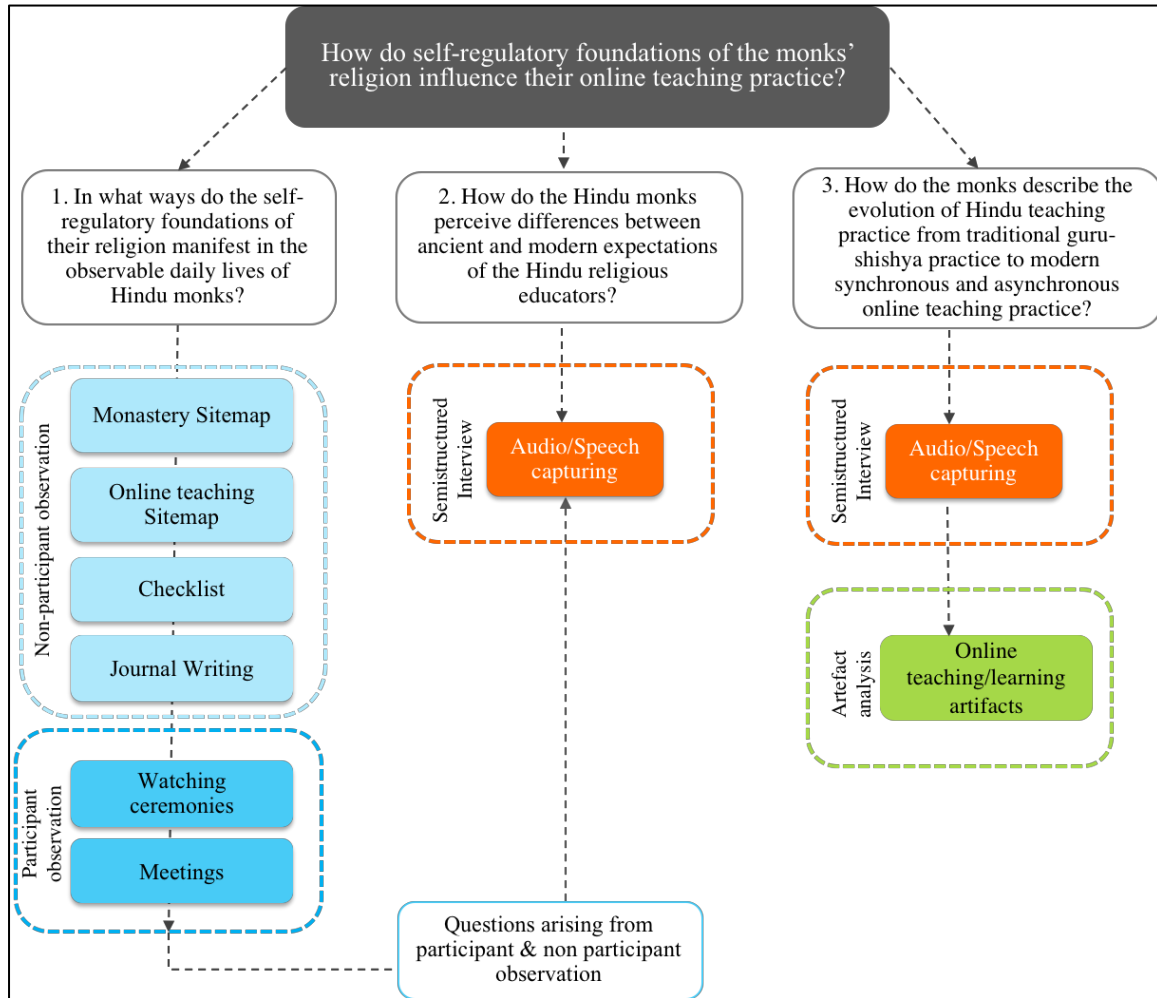 How do self-regulatory foundations of the monks’
religion influence their online teaching practice?
1. In what ways do the self-
regulatory foundations of
their religion manifest in the
observable daily lives of
Hindu monks?
2. How do the Hindu monks
perceive differences between
ancient and modern expectations
of the Hindu religious
educators?
3. How do the monks describe the
evolution of Hindu teaching
practice from traditional guru-
shishya practice to modern
synchronous and asynchronous
online teaching practice?
Non-participant observation
Monastery Sitemap
Online teaching
Sitemap
Checklist
Journal Writing
Participant
observation
Watching
ceremonies
Meetings
Semistructured
Interview
Audio/Speech
capturing
Questions arising from
participant & non participant
observation
Semistructured
Interview
Audio/Speech
capturing
Artefact
analysis
Online
teaching/learning
artifacts